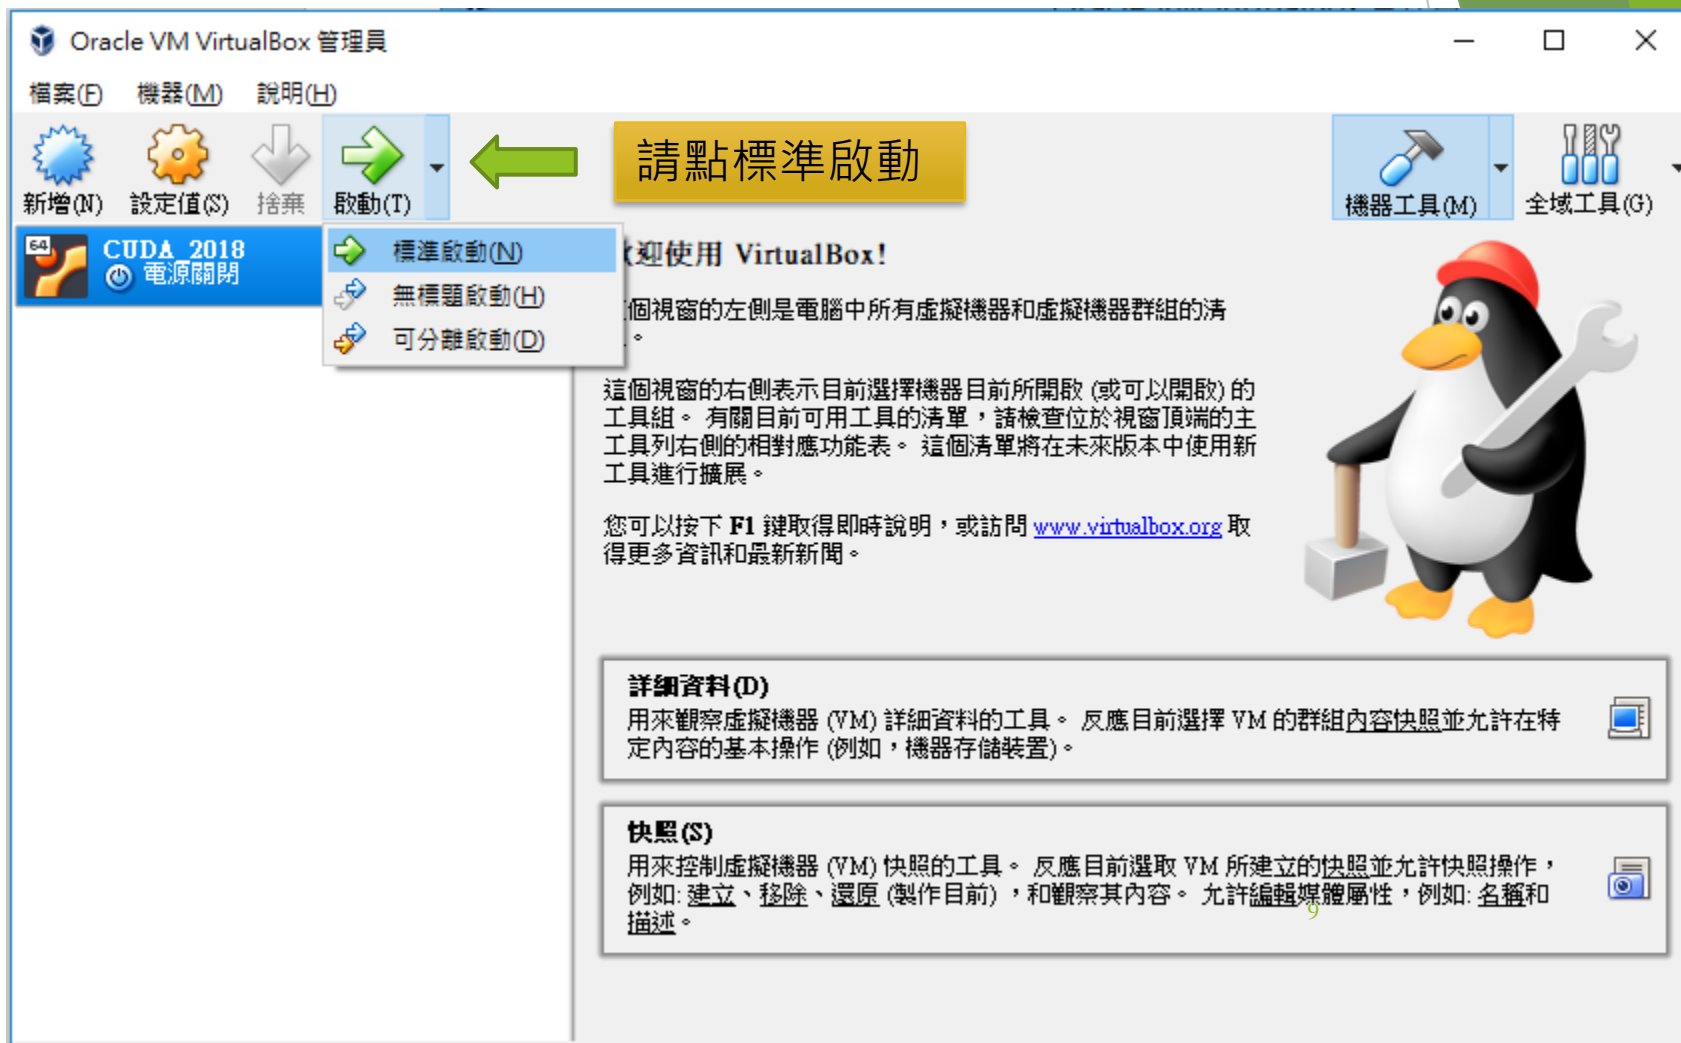 Oracle VM VirtualBox 管理員
檔案(F) 機器(M) 說明(H)
新增(N) 設定值(S) 捨棄 啟動(T)
請點標準啟動
機器工具(M) 全域工具(G)
64
CUDA_2018
電源關閉
標準啟動(N)
無標題啟動(H)
可分離啟動(D)
迎使用 VirtualBox!
個視窗的左側是電腦中所有虛擬機器和虛擬機器群組的清
。
這個視窗的右側表示目前選擇機器目前所開啟 (或可以開啟) 的
工具組。 有關目前可用工具的清單，請檢查位於視窗頂端的主
工具列右側的相對應功能表。 這個清單將在未來版本中使用新
工具進行擴展。
您可以按下 F1 鍵取得即時說明，或訪問 www.virtualbox.org 取
得更多資訊和最新新聞。
詳細資料(D)
用來觀察虛擬機器 (VM) 詳細資料的工具。 反應目前選擇 VM 的群組內容快照並允許在特
定內容的基本操作 (例如，機器存儲裝置)。
快照(S)
用來控制虛擬機器 (VM) 快照的工具。 反應目前選取 VM 所建立的快照並允許快照操作，
例如: 建立、移除、還原 (製作目前) ，和觀察其內容。 允許編輯媒體屬性，例如: 名稱和
描述。
9